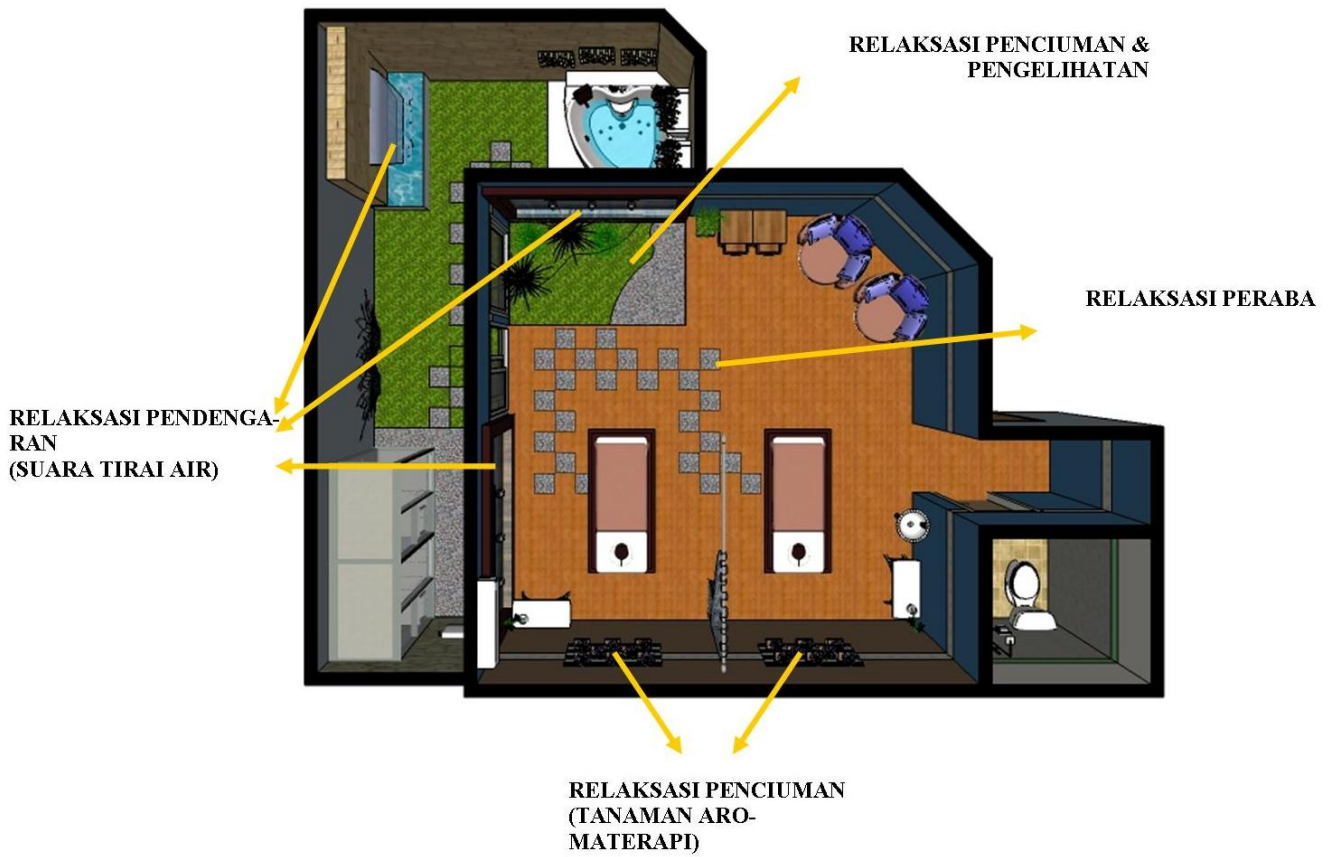 RELAKSASI PENCIUMAN &
PENGELIHATAN
RELAKSASI PERABA
RELAKSASI PENDENGA-
RAN
(SUARA TIRAI AIR)
RELAKSASI PENCIUMAN
(TANAMAN ARO-
MATERAPI)